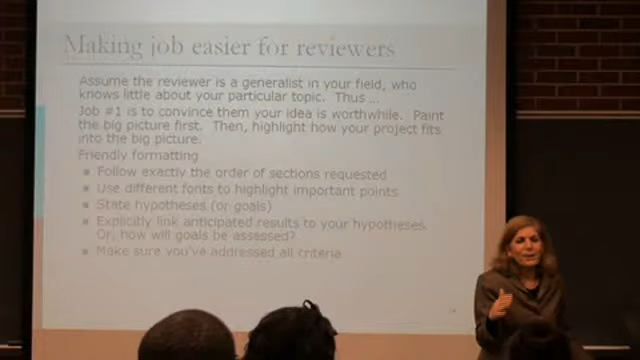 Making job easier for reviewers
Assume the reviewer is a generalist in your field, who
knows little about your particular topic. Thus ...
Job #1 is to convince them your idea is worthwhile. Paint
the big picture first. Then, highlight how your project fits
into the big picture.
Friendly formatting
Follow exactly the order of sections requested
Use different fonts to highlight important points
State hypotheses (or goals)
Explicitly link anticipated results to your hypotheses.
Or, how will goals be assessed?
Make sure you've addressed all criteria